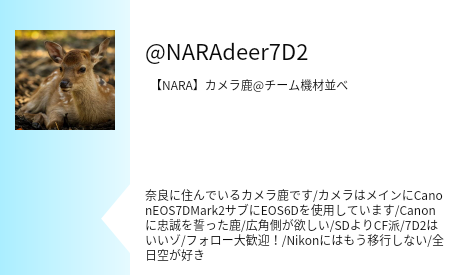 @NARAdeer7D2
【NARA】カメラ鹿@チーム機材並べ
奈良に住んでいるカメラ鹿です/カメラはメインにCano
nEOS7DMark2サブにEOS6Dを使用しています/Canon
に忠誠を誓った鹿/広角側が欲しい/SDよりCF派/7D2は
いいゾ/フォロー大歓迎！/Nikonにはもう移行しない/全
日空が好き